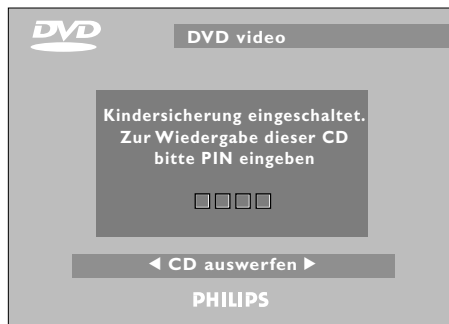 DVD
DVD video
Kindersicherung eingeschaltet.
Zur Wiedergabe dieser CD
bitte PIN eingeben
◀ CD auswerfen ▶
PHILIPS